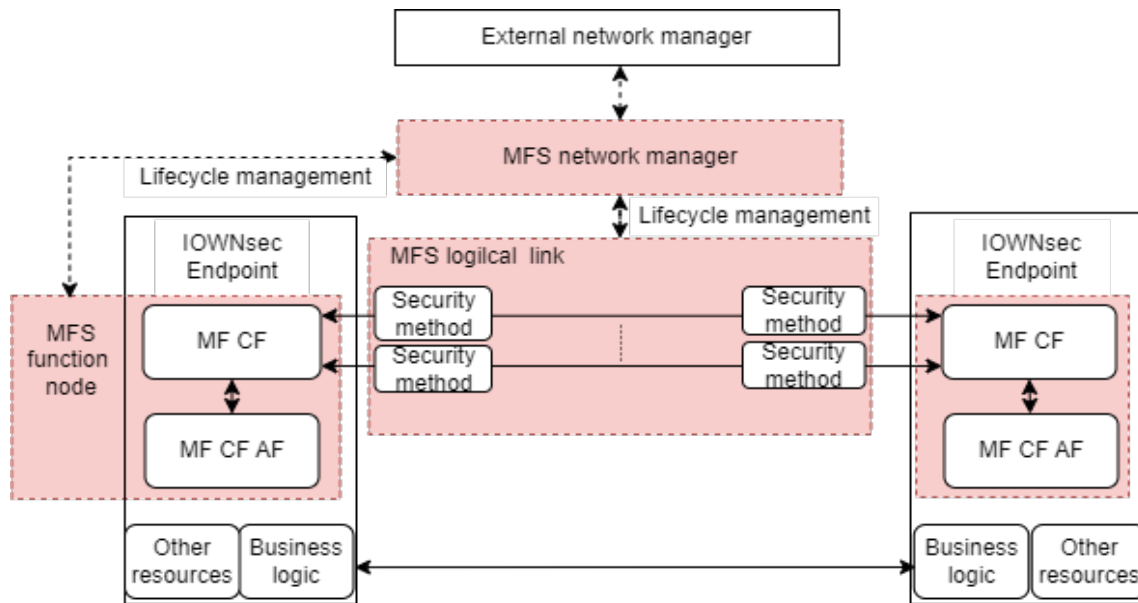 External network manager
MFS network manager
Lifecycle management
Lifecycle management
IOWNsec
Endpoint
MFS logilcal link
IOWNsec
Endpoint
MFS
function
node
MF CF
Security
method
Security
method
MF CF
Security
method
Security
method
MF CF AF
MF CF AF
Other
resources
Business
logic
Business
logic
Other
resources